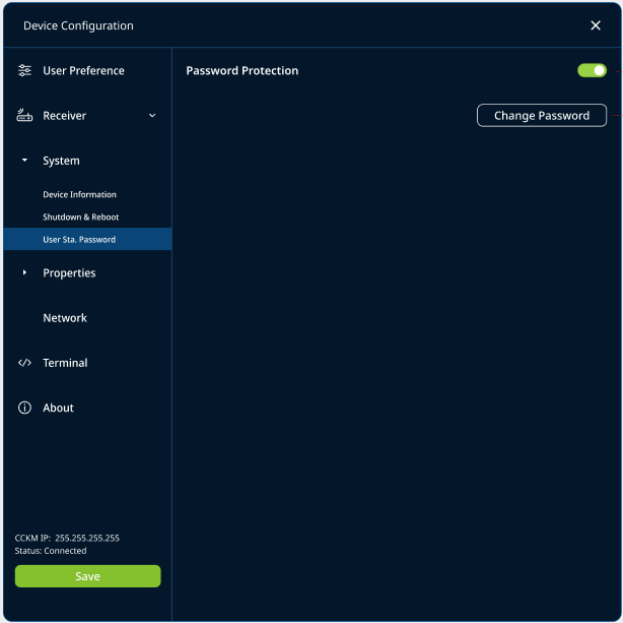 Device Configuration
User Preference
Receiver
System
Device Information
Shutdown & Reboot
User Sta. Password
Properties
Network
Terminal
About
CCKM IP: 255.255.255.255
Status: Connected
Save
Password Protection
Change Password